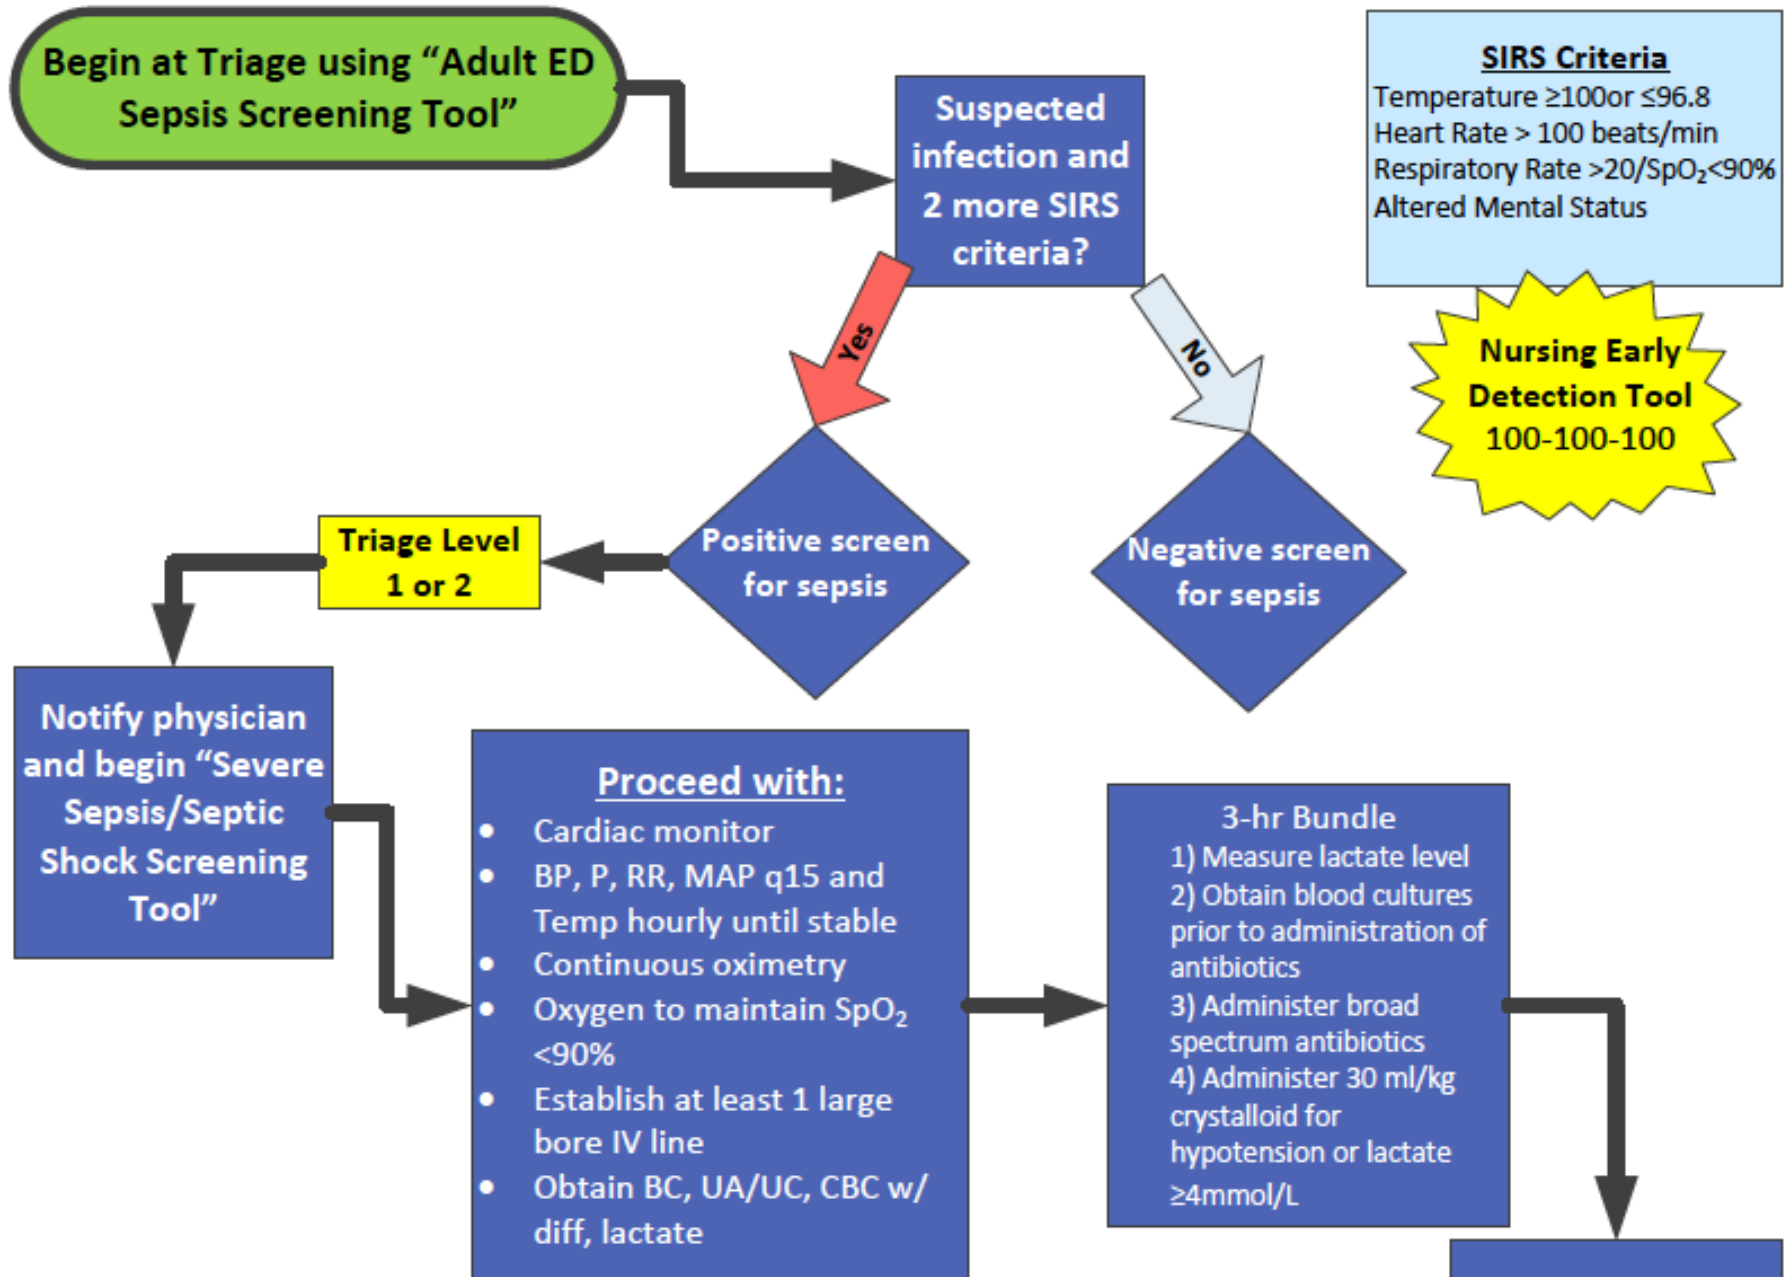 Begin at Triage using “Adult ED
Sepsis Screening Tool”
Suspected
infection and
2 more SIRS
criteria?
SIRS Criteria
Temperature ≥100or ≤96.8
Heart Rate > 100 beats/min
Respiratory Rate >20/SpO₂<90%
Altered Mental Status
Nursing Early
Detection Tool
100-100-100
Yes
No
Positive screen
for sepsis
Negative screen
for sepsis
Triage Level
1 or 2
Notify physician
and begin “Severe
Sepsis/Septic
Shock Screening
Tool”
Proceed with:
• Cardiac monitor
• BP, P, RR, MAP q15 and
Temp hourly until stable
• Continuous oximetry
• Oxygen to maintain SpO₂
<90%
• Establish at least 1 large
bore IV line
• Obtain BC, UA/UC, CBC w/
diff, lactate
3-hr Bundle
1) Measure lactate level
2) Obtain blood cultures
prior to administration of
antibiotics
3) Administer broad
spectrum antibiotics
4) Administer 30 ml/kg
crystalloid for
hypotension or lactate
≥4mmol/L